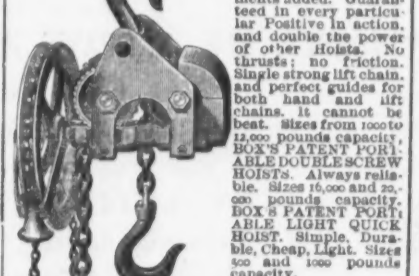 ments added. Guaran-
teed in every particu-
lar Positive in action,
and double the power
of other Hoists. No
thrusts; no friction.
Single strong lift chain.
and perfect guides for
both hand and lift
chains. It cannot be
beat. Sizes from 1000 to
12,000 pounds capacity.
BOX'S PATENT PORT-
ABLE DOUBLE SCREW
HOISTS. Always relia-
ble. Sizes 16,000 and 20,-
000 pounds capacity.
BOX'S PATENT PORT-
ABLE LIGHT QUICK
HOIST. Simple, Dura-
ble, Cheap, Light. Sizes
500 and 1000 pounds
capacity.